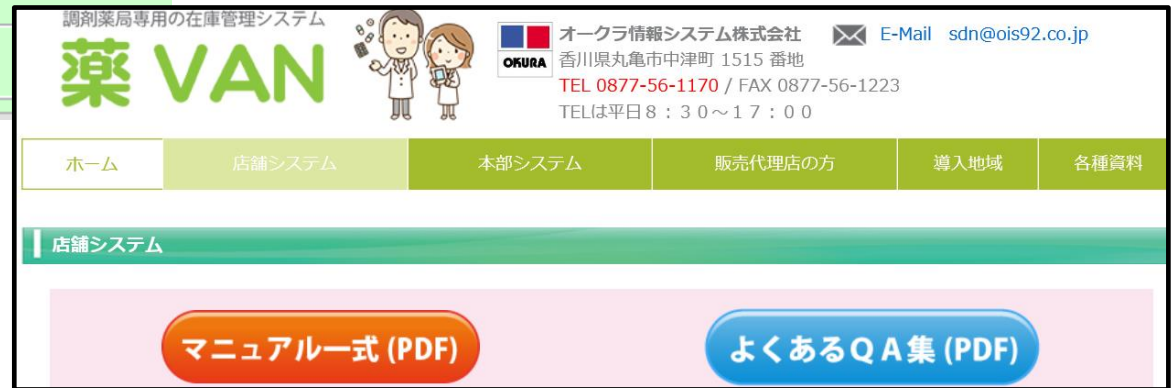 調剤薬局専用の在庫管理システム
薬VAN
OKURA
オークラ情報システム株式会社 E-Mail sdn@ois92.co.jp
香川県丸亀市中津町 1515 番地
TEL 0877-56-1170 / FAX 0877-56-1223
TELは平日8:30~17:00
ホーム 店舗システム 本部システム 販売代理店の方 導入地域 各種資料
店舗システム
マニュアル一式 (PDF) よくあるQA集 (PDF)